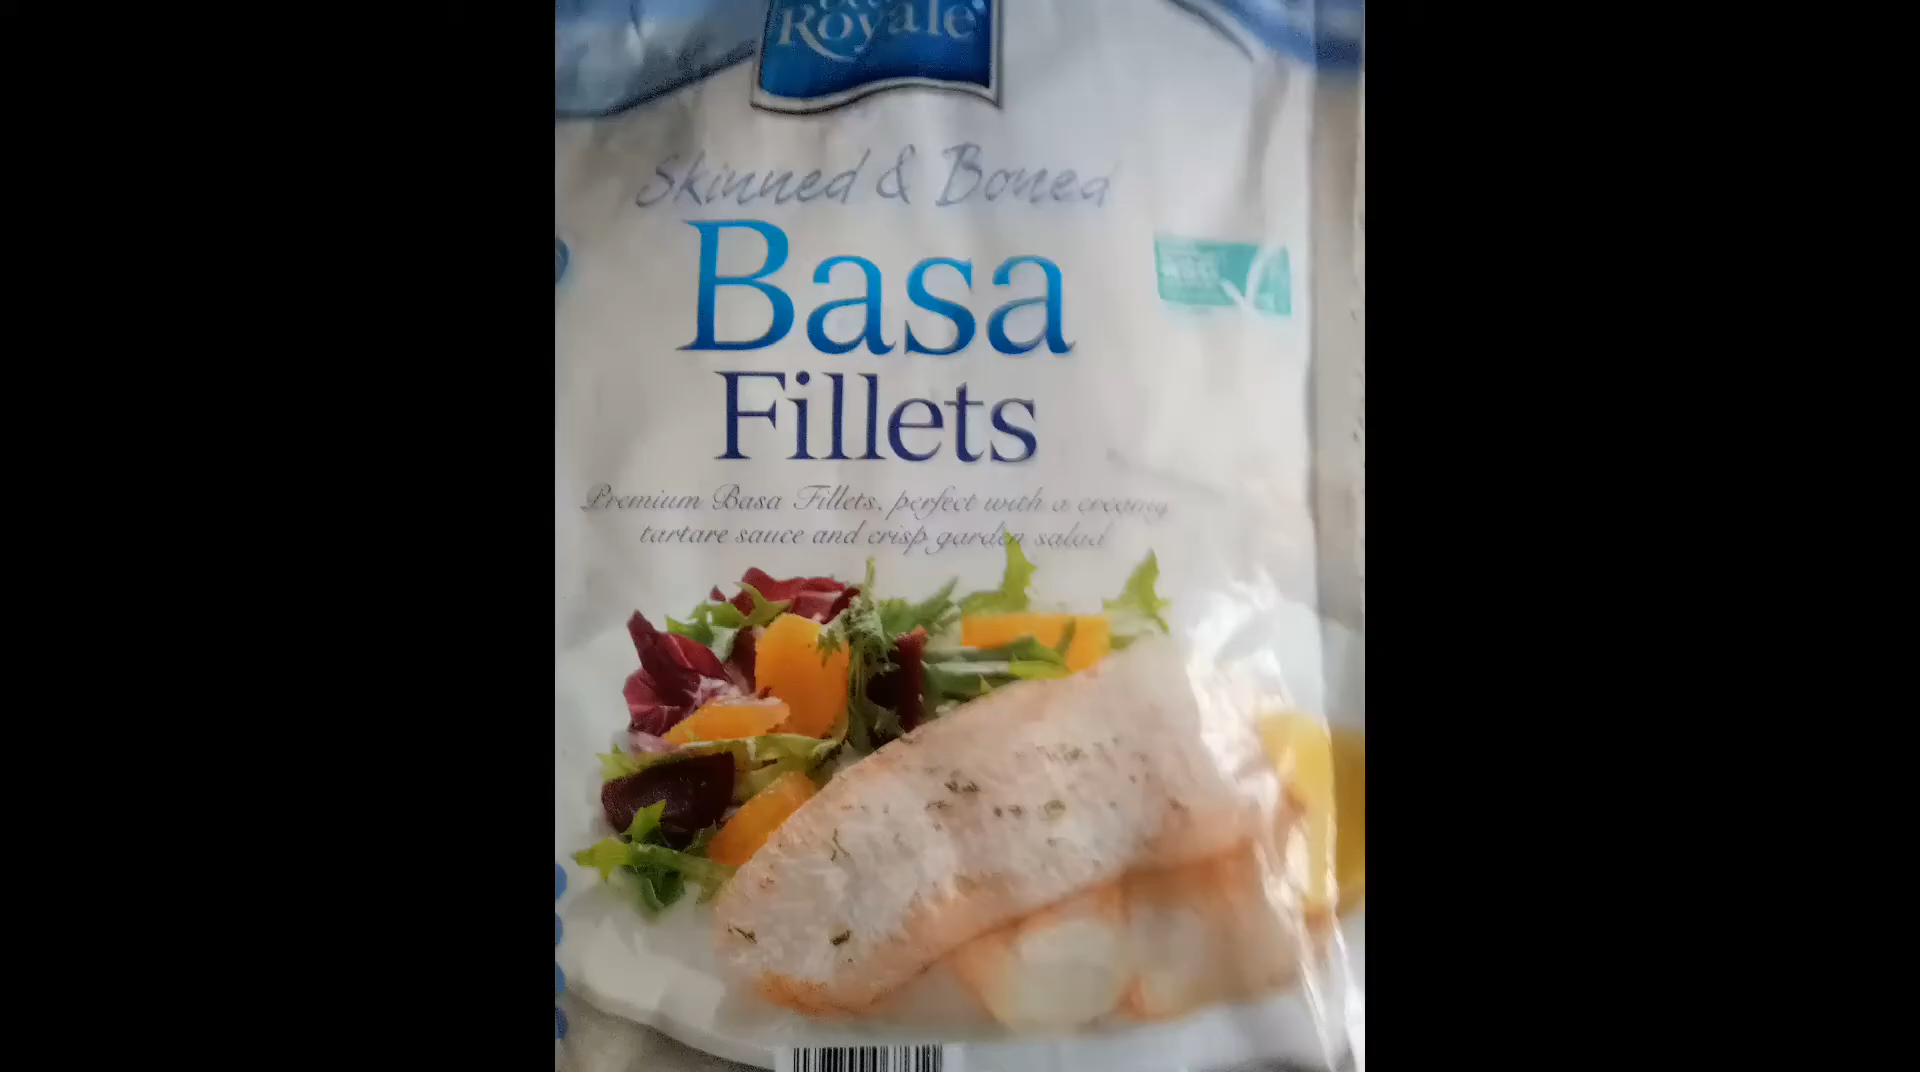 Royale
Skinned & Boned
Basa
Fillets
Premium Basa Fillets, perfect with a creamy
tartare sauce and crisp garden salad